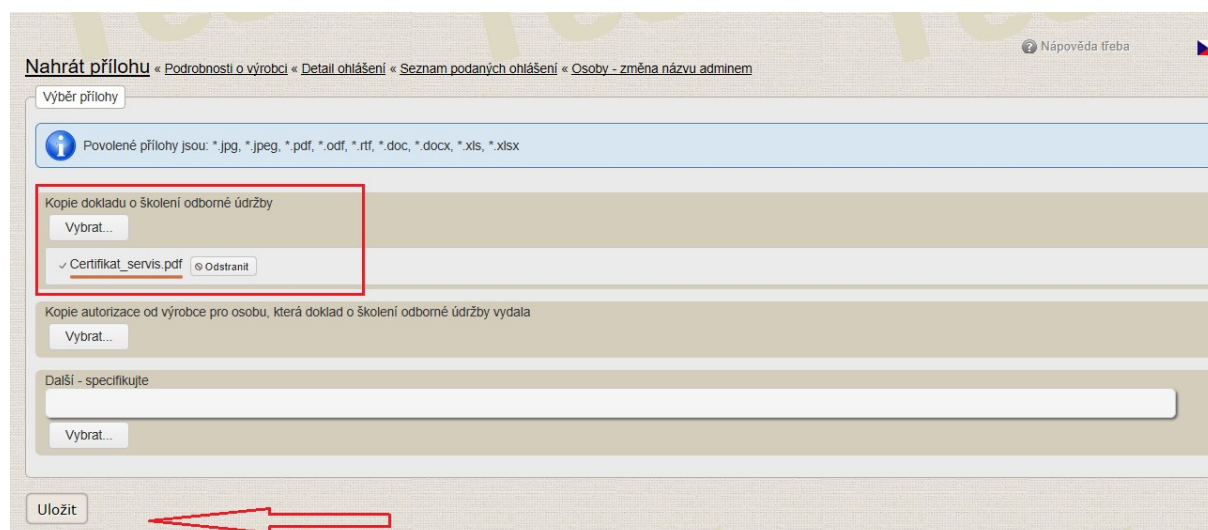 Nápověda třeba
Nahrát přílohu « Podrobnosti o výrobci « Detail ohlášení « Seznam podaných ohlášení « Osoby - změna názvu adminem
Výběr přílohy
Povolené přílohy jsou: *.jpg, *.jpeg, *.pdf, *.odf, *.rtf, *.doc, *.docx, *.xls, *.xlsx
Kopie dokladu o školení odborné údržby
Vybrat...
Certifikat_servis.pdf Odstranit
Kopie autorizace od výrobce pro osobu, která doklad o školení odborné údržby vydala
Vybrat...
Další - specifikujte
Vybrat...
Uložit